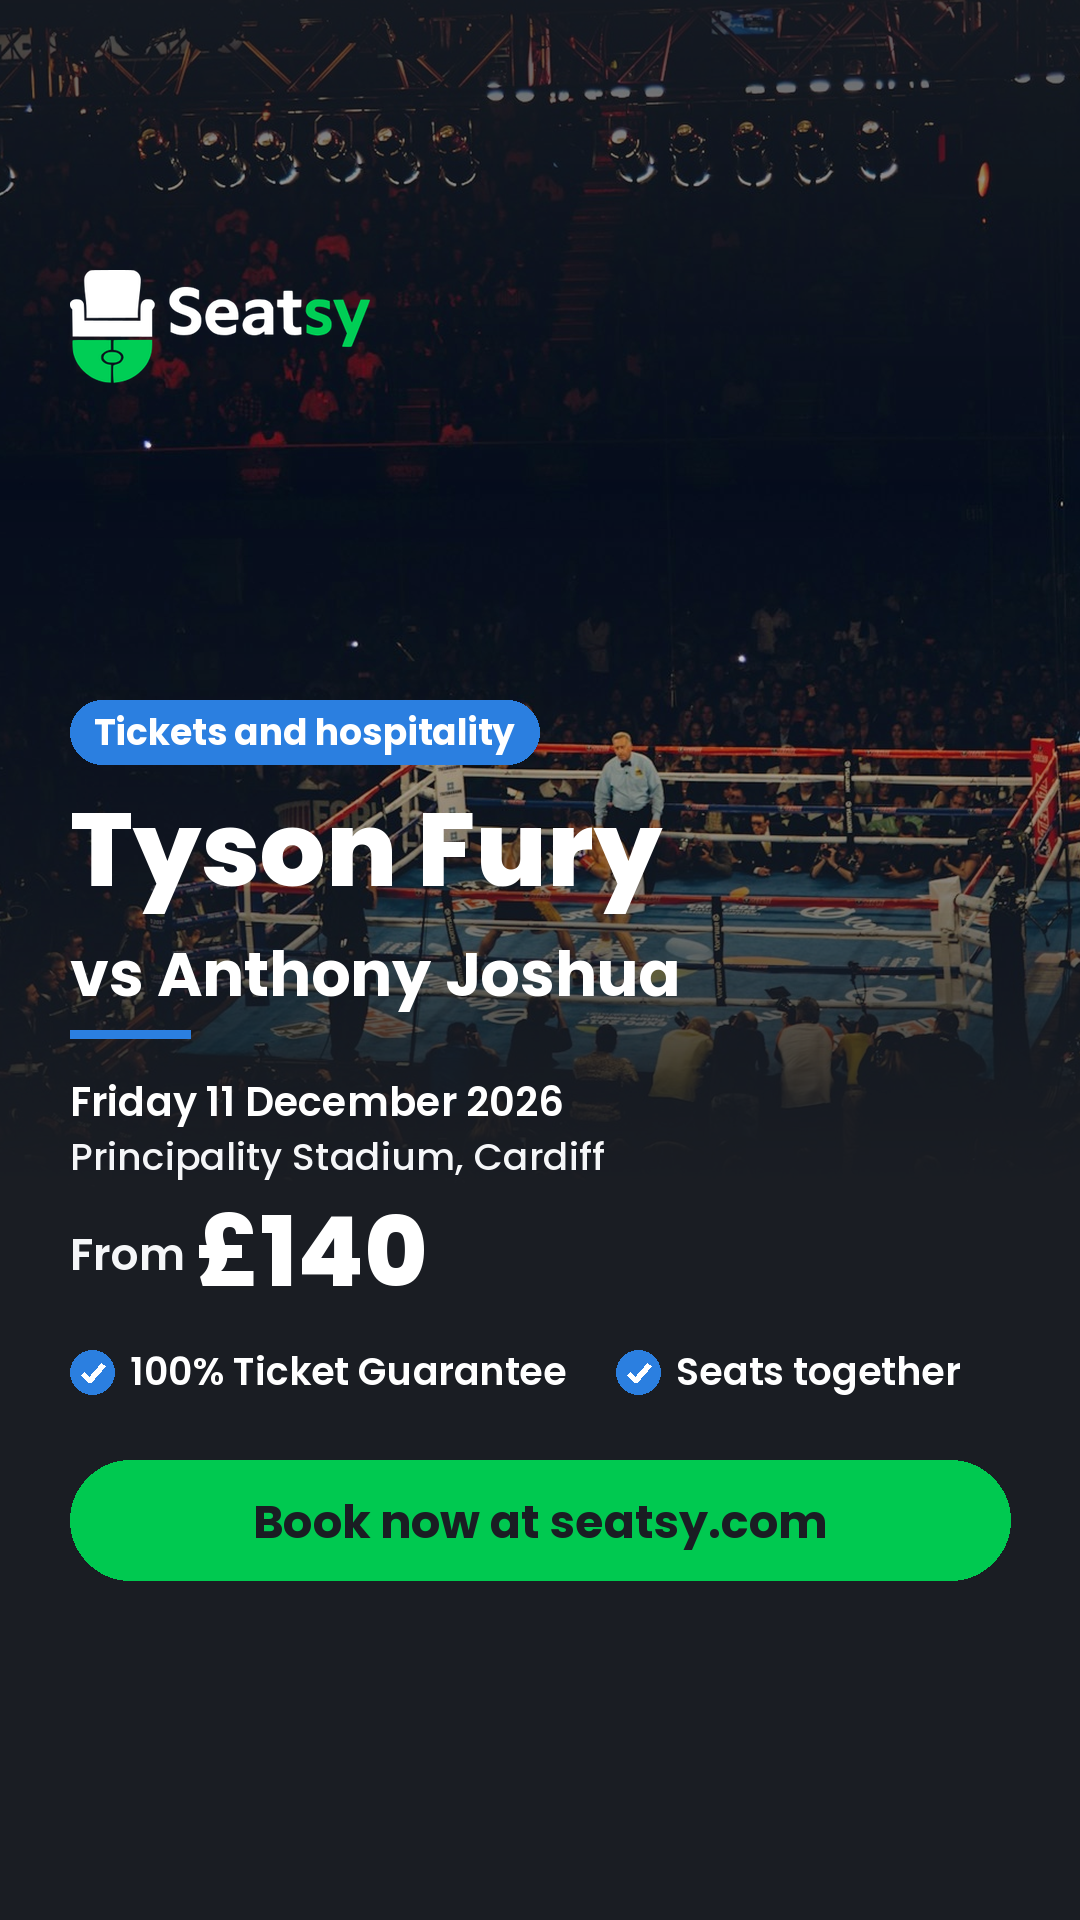 Seatsy
Tickets and hospitality
Tyson Fury
vs Anthony Joshua
Friday 11 December 2026
Principality Stadium, Cardiff
From £140
100% Ticket Guarantee
Seats together
Book now at seatsy.com